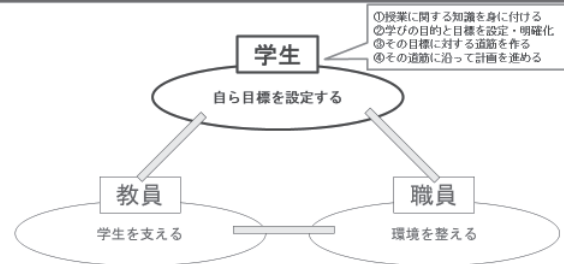 ①授業に関する知識を身に付ける
②学びの目的と目標を設定・明確化
③その目標に対する道筋を作る
④その道筋に沿って計画を進める
学生
自ら目標を設定する
教員
学生を支える
職員
環境を整える